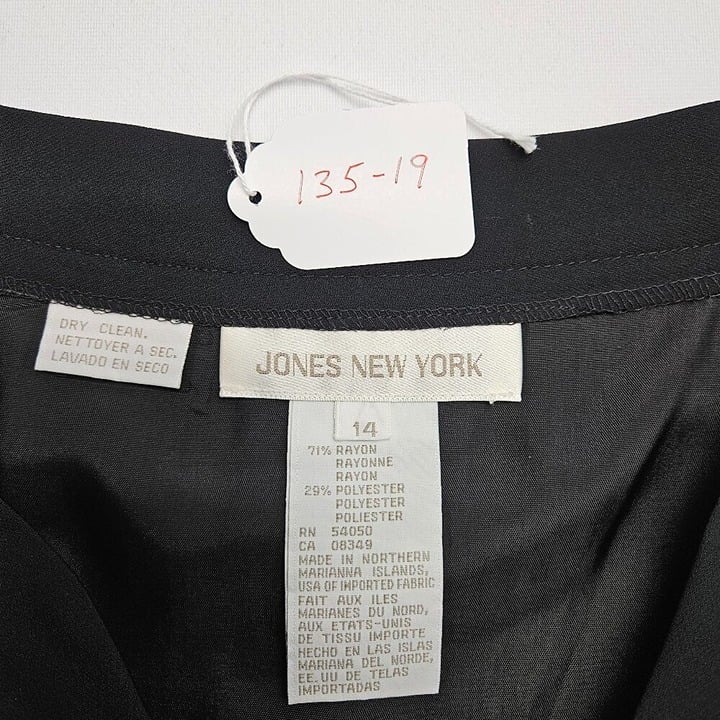 135-19
DRY CLEAN.
NETTOYER A SEC.
LAVADO EN SECO
JONES NEW YORK
14
71% RAYON
RAYONNE
RAYON
29% POLYESTER
POLYESTER
POLIESTER
RN 54050
CA 08349
MADE IN NORTHERN
MARIANNA ISLANDS,
USA OF IMPORTED FABRIC
FAIT AUX ILES
MARIANES DU NORD,
AUX ETATS-UNIS
DE TISSU IMPORTE
HECHO EN LAS ISLAS
MARIANA DEL NORDE,
EE.UU DE TELAS
IMPORTADAS